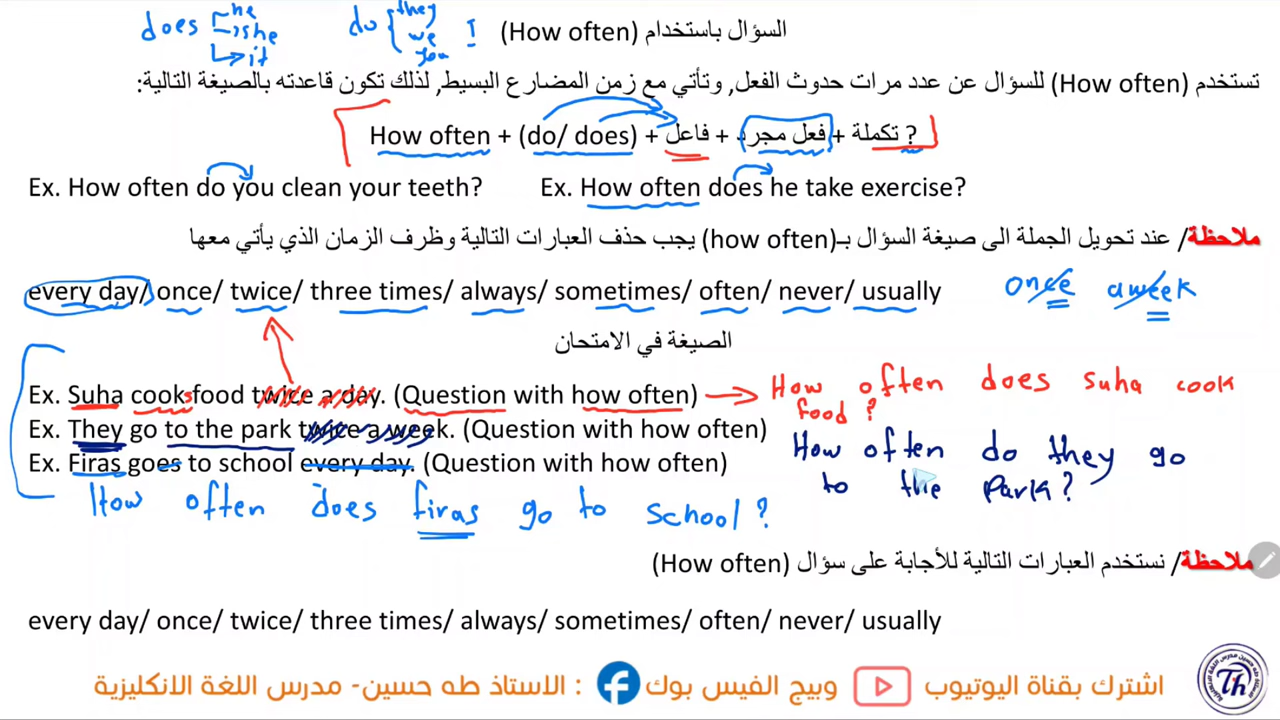 does he she it do they we you I السؤال باستخدام (How often)
تستخدم (How often) للسؤال عن عدد مرات حدوث الفعل, وتأتي مع زمن المضارع البسيط, لذلك تكون قاعدته بالصيغة التالية:
How often + (do/ does) + فاعل + فعل مجرد + تكملة ?
Ex. How often do you clean your teeth? Ex. How often does he take exercise?
ملاحظة/ عند تحويل الجملة الى صيغة السؤال بـ(how often) يجب حذف العبارات التالية وظرف الزمان الذي يأتي معها
every day/ once/ twice/ three times/ always/ sometimes/ often/ never/ usually once a week
الصيغة في الامتحان
Ex. Suha cooks food twice a day. (Question with how often) How often does suha cook
food ?
Ex. They go to the park twice a week. (Question with how often) How often do they go
Ex. Firas goes to school every day. (Question with how often) to the park?
How often does firas go to school ?
ملاحظة/ نستخدم العبارات التالية للأجابة على سؤال (How often)
every day/ once/ twice/ three times/ always/ sometimes/ often/ never/ usually
اشترك بقناة اليوتيوب وبيج الفيس بوك : الاستاذ طه حسين- مدرس اللغة الانكليزية
Th